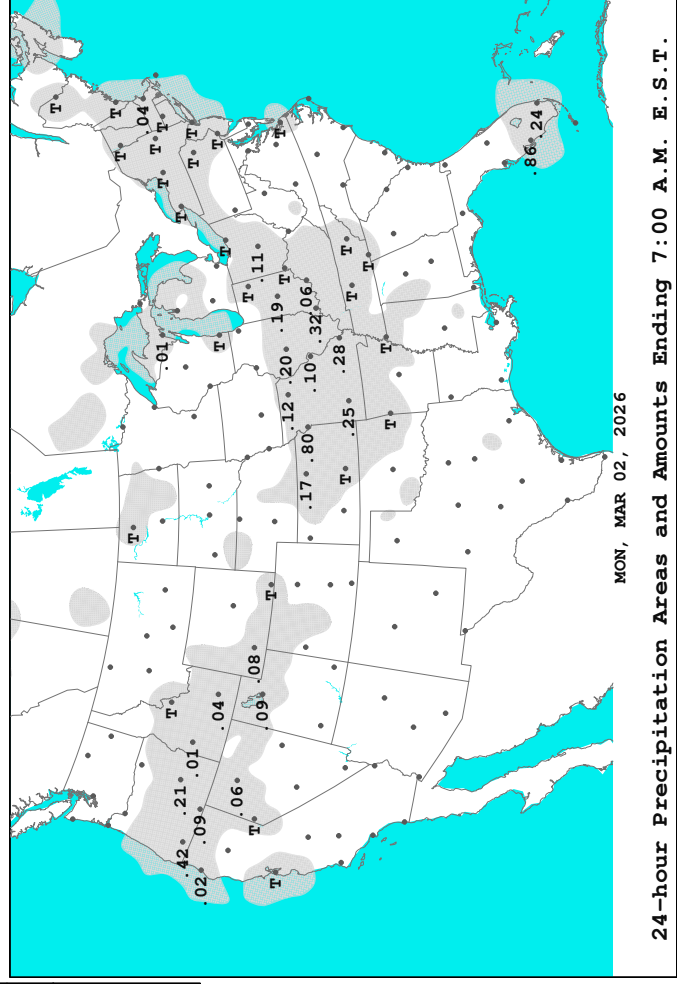 T
T
T
.04
T
T
.01
T
T
T
.21
.42
T
.01
T
.09
.02
T
.04
T
T
.06
T
T
.08
.11
.09
T
T
.19
T
T
.20
.12
.17
.80
.10
.06
.32
.28
T
T
.25
T
T
T
T
.86
.24
MON, MAR 02, 2026
24-hour Precipitation Areas and Amounts Ending 7:00 A.M. E.S.T.